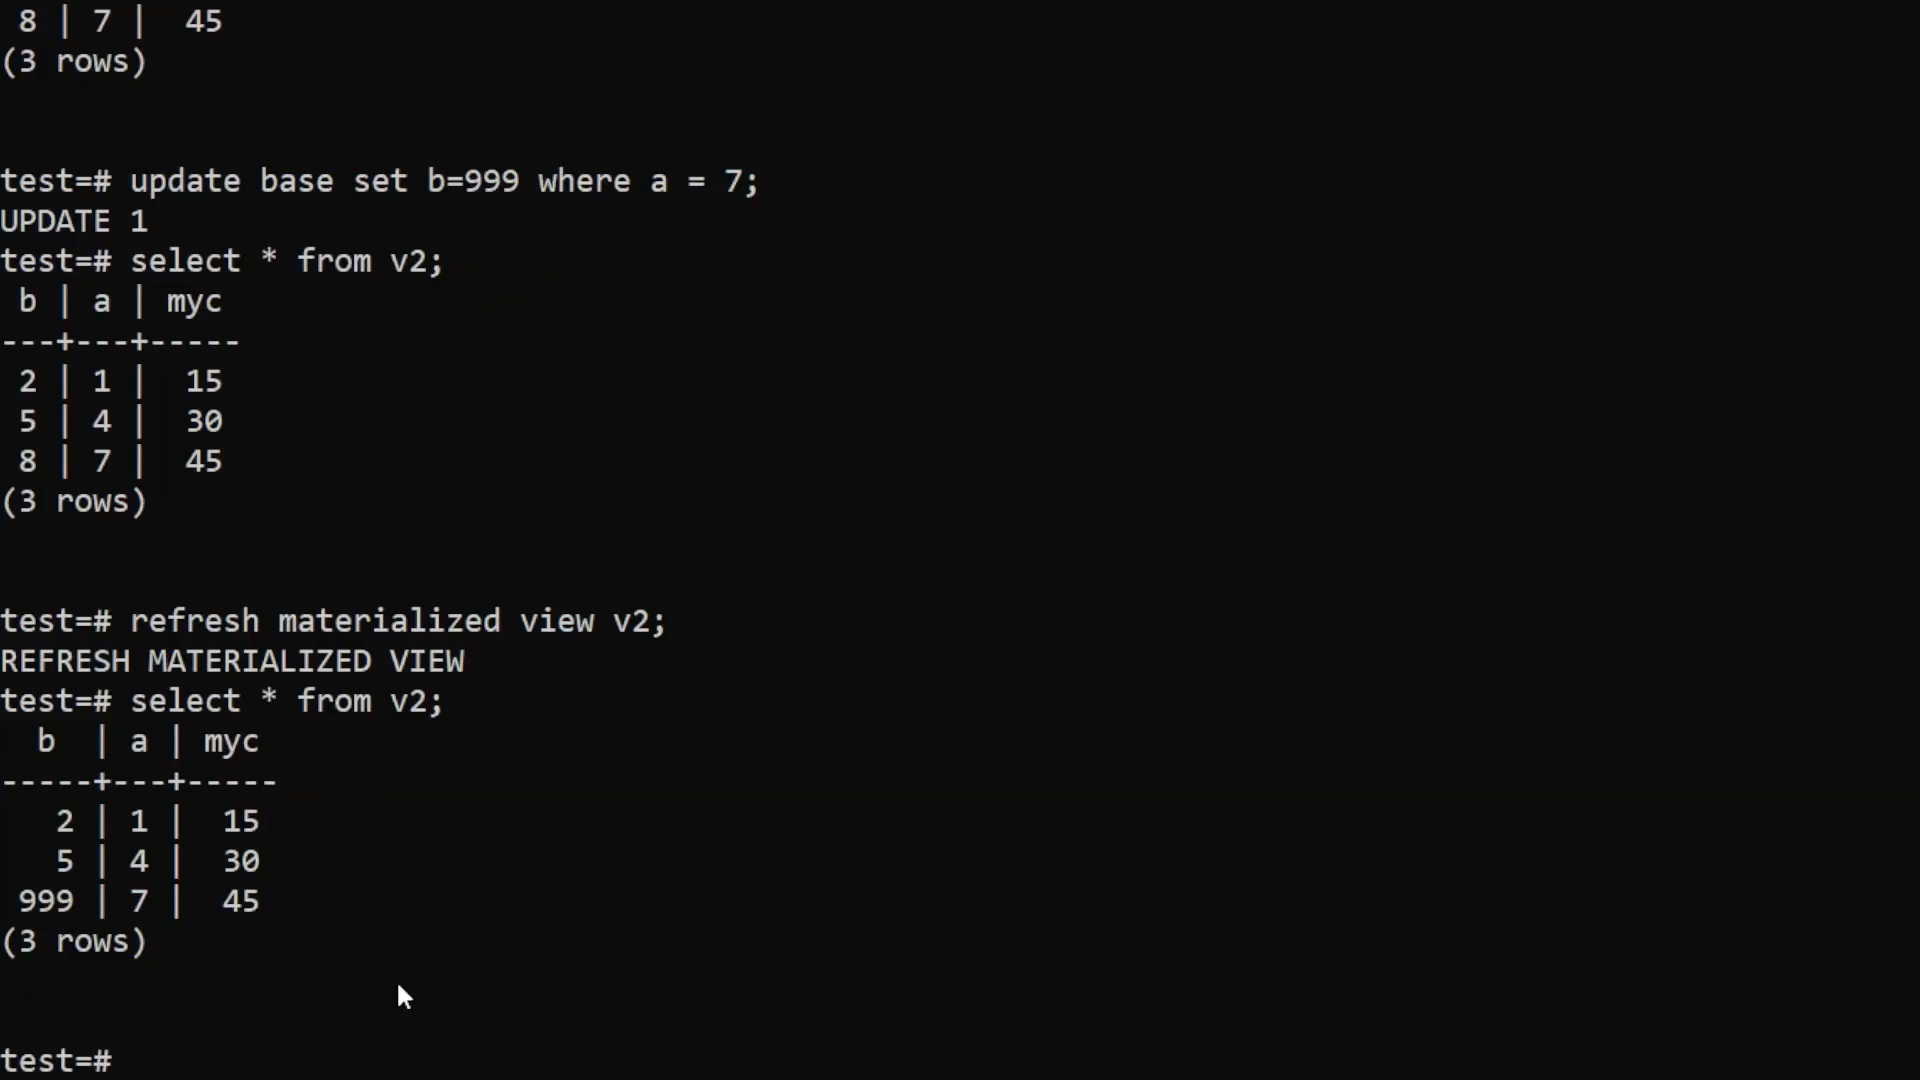 8 | 7 |  45
(3 rows)
test=# update base set b=999 where a = 7;
UPDATE 1
test=# select * from v2;
 b | a | myc
---+---+-----
 2 | 1 |  15
 5 | 4 |  30
 8 | 7 |  45
(3 rows)
test=# refresh materialized view v2;
REFRESH MATERIALIZED VIEW
test=# select * from v2;
  b  | a | myc
-----+---+-----
   2 | 1 |  15
   5 | 4 |  30
 999 | 7 |  45
(3 rows)
test=#